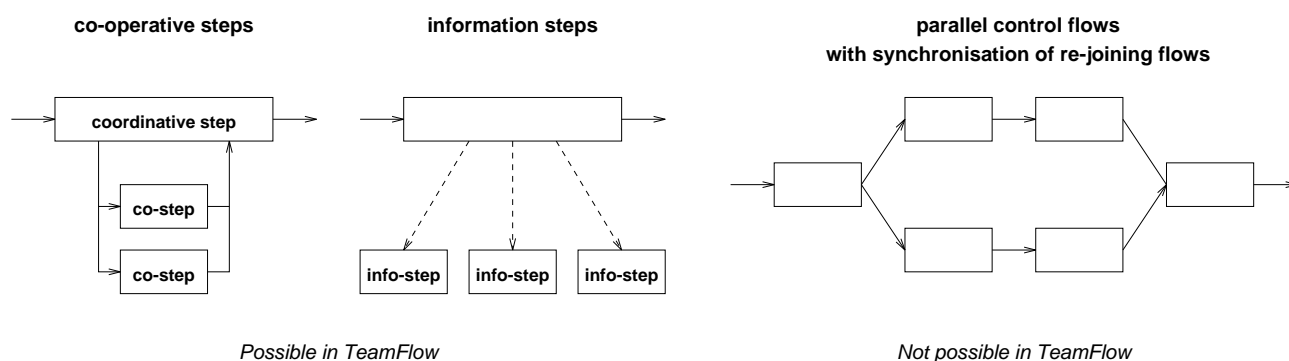 co-operative steps
information steps
parallel control flows
with synchronisation of re-joining flows
coordinative step
co-step
co-step
info-step
info-step
info-step
Possible in TeamFlow
Not possible in TeamFlow